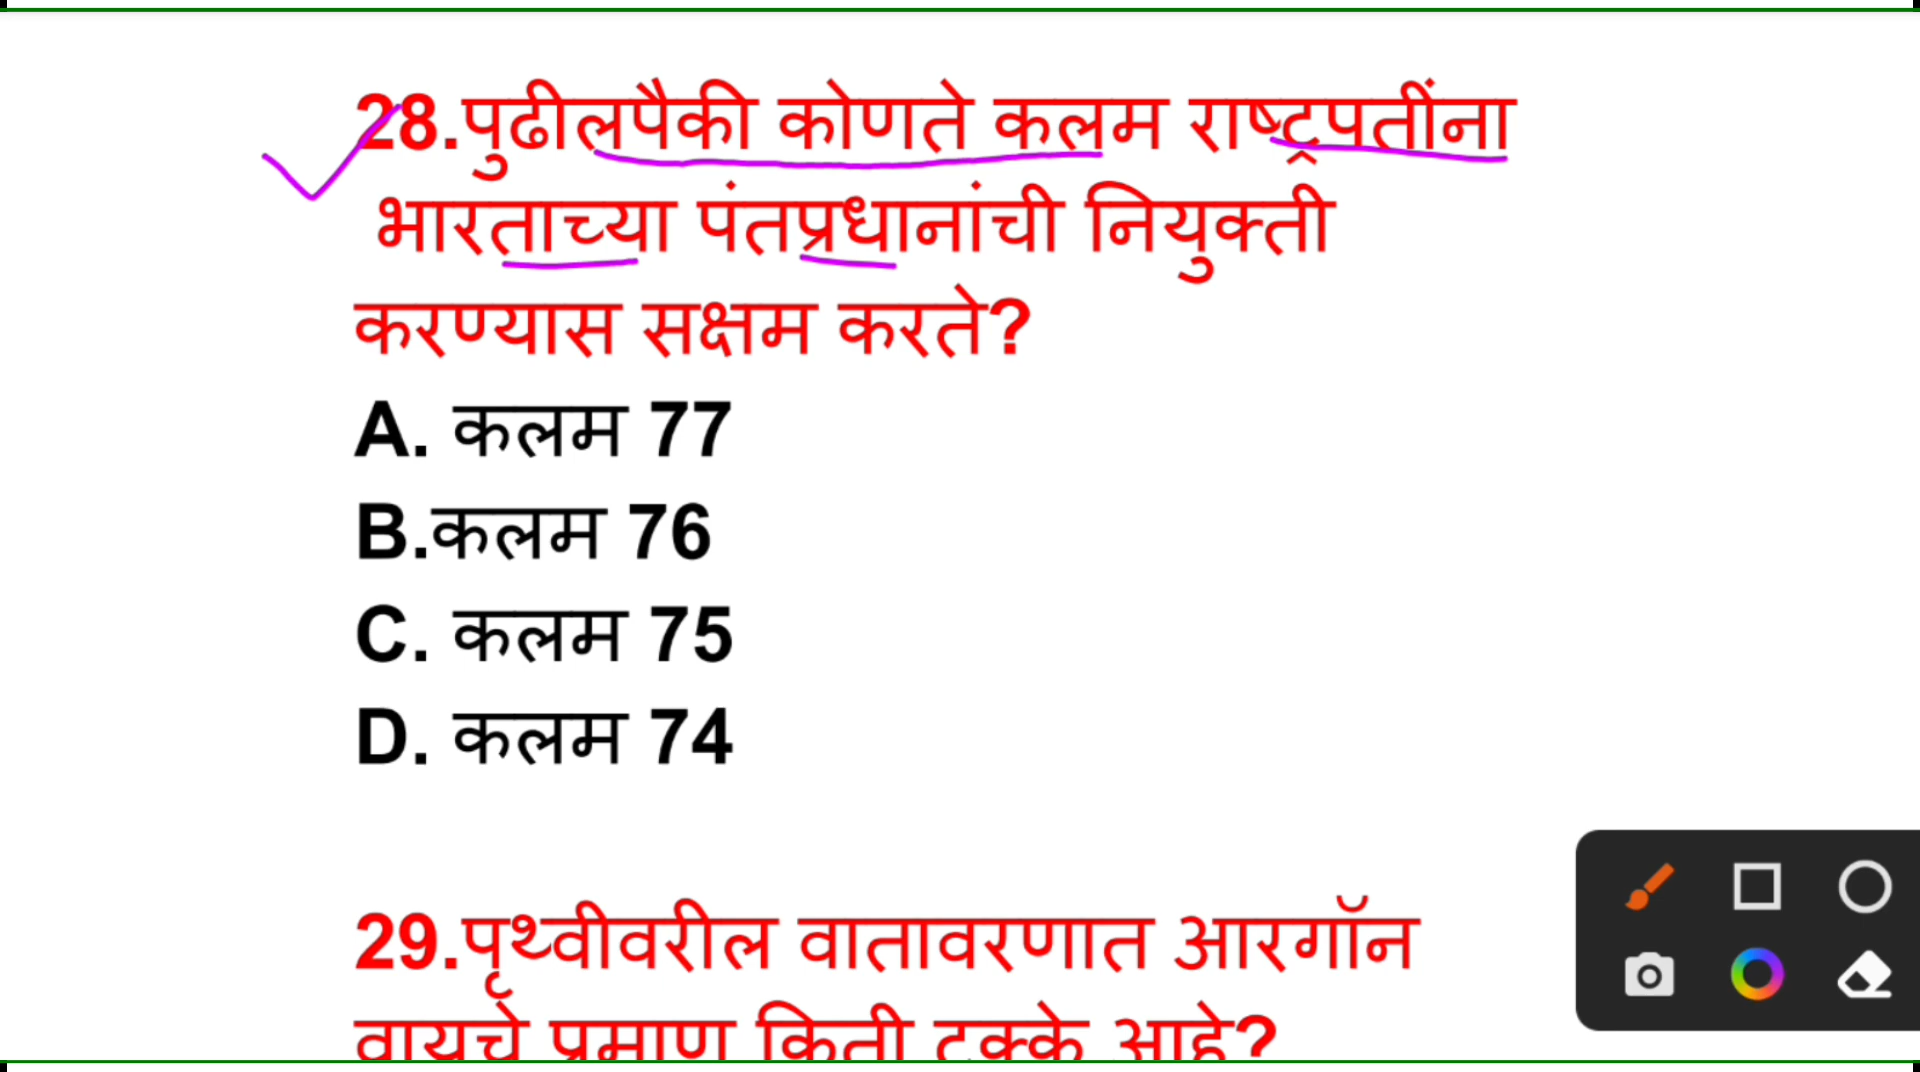 28.पुढीलपैकी कोणते कलम राष्ट्रपतींना
भारताच्या पंतप्रधानांची नियुक्ती
करण्यास सक्षम करते?
A. कलम 77
B.कलम 76
C. कलम 75
D. कलम 74
29.पृथ्वीवरील वातावरणात आरगॉन
वायूचे प्रमाण किती टक्के आहे?